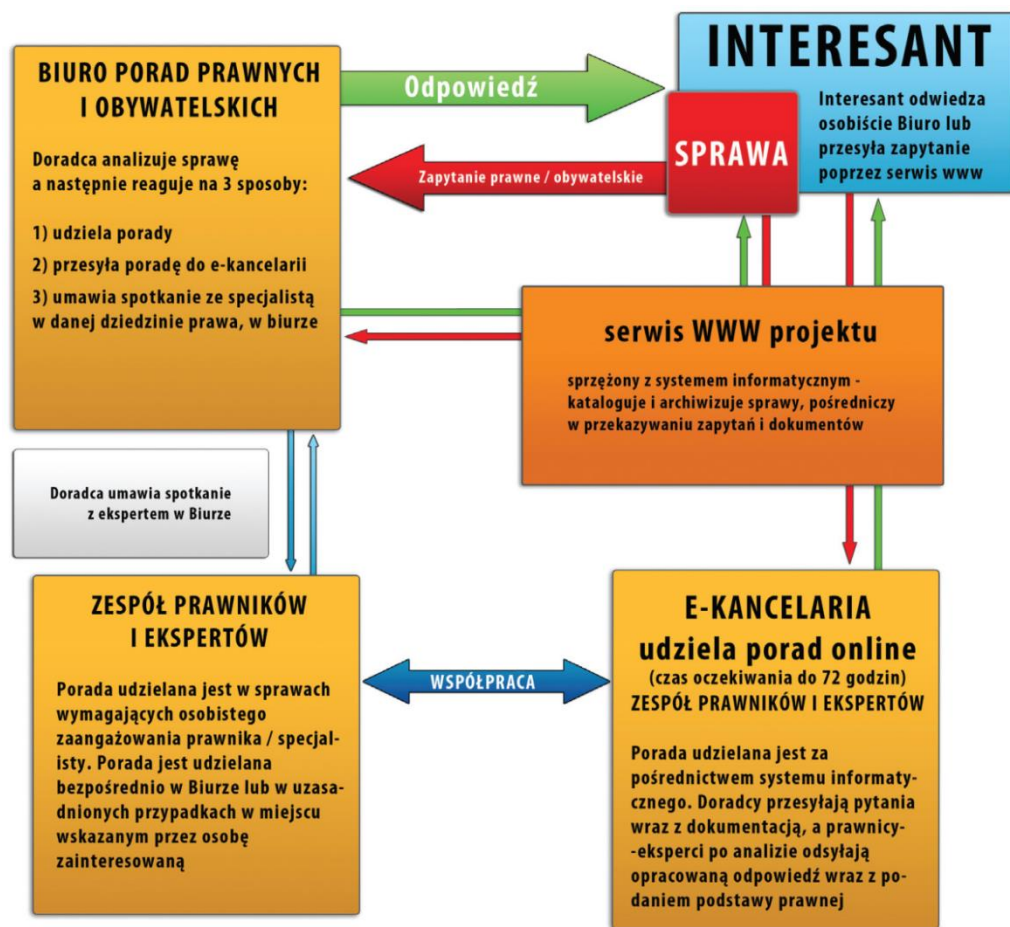 BIURO PORAD PRAWNYCH
I OBYWATELSKICH
Doradca analizuje sprawę
a następnie reaguje na 3 sposoby:
1) udziela porady
2) przesyła poradę do e-kancelarii
3) umawia spotkanie ze specjalistą
w danej dziedzinie prawa, w biurze
Odpowiedź
Zapytanie prawne / obywatelskie
INTERESANT
Interesant odwiedza
osobiście Biuro lub
przesyła zapytanie
poprzez serwis www
SPRAWA
serwis WWW projektu
sprzężony z systemem informatycznym -
kataloguje i archiwizuje sprawy, pośredniczy
w przekazywaniu zapytań i dokumentów
Doradca umawia spotkanie
z ekspertem w Biurze
ZESPÓŁ PRAWNIKÓW
I EKSPERTÓW
Porada udzielana jest w sprawach
wymagających osobistego
zaangażowania prawnika / specjal-
isty. Porada jest udzielana
bezpośrednio w Biurze lub w uzasa-
dnionych przypadkach w miejscu
wskazanym przez osobę
zainteresowaną
WSPÓŁPRACA
E-KANCELARIA
udziela porad online
(czas oczekiwania do 72 godzin)
ZESPÓŁ PRAWNIKÓW I EKSPERTÓW
Porada udzielana jest za
pośrednictwem systemu informaty-
cznego. Doradcy przesyłają pytania
wraz z dokumentacją, a prawnicy-
-eksperci po analizie odsyłają
opracowaną odpowiedź wraz z po-
daniem podstawy prawnej